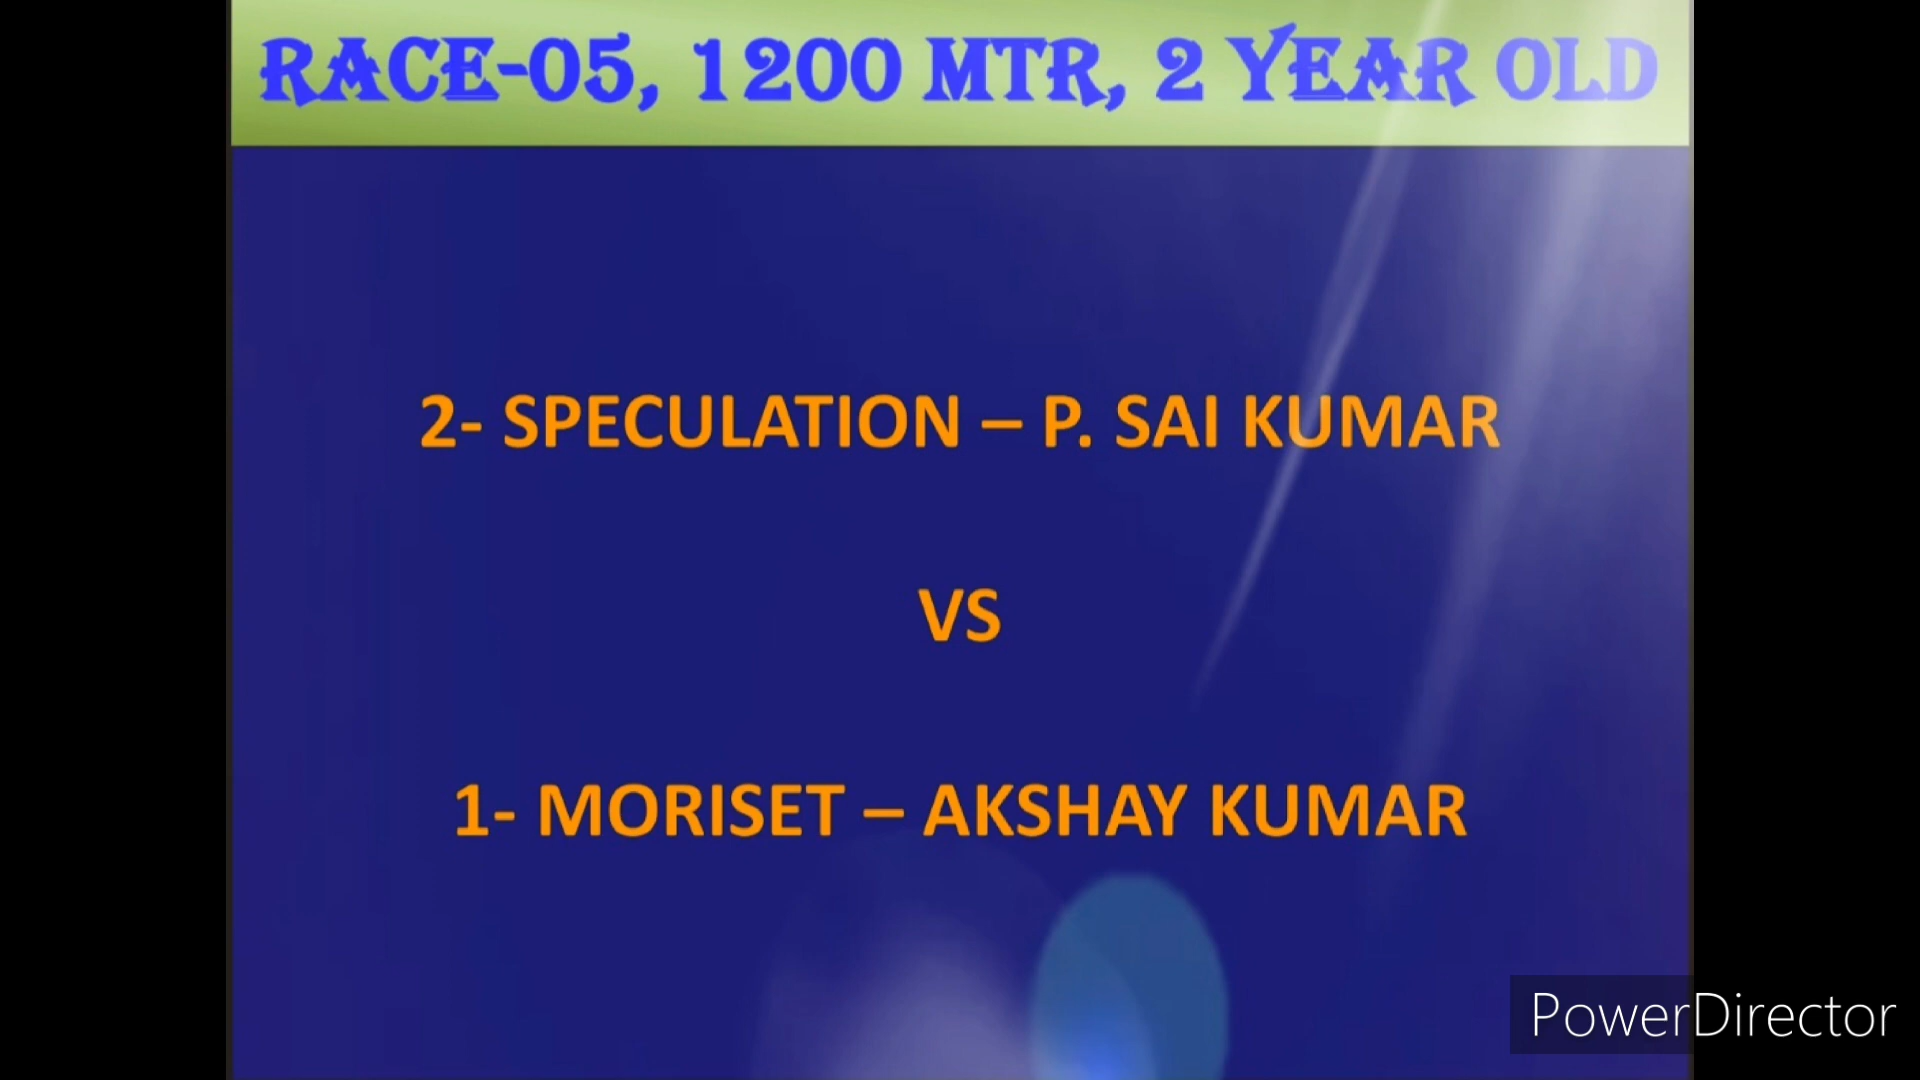 RACE-05, 1200 MTR, 2 YEAR OLD
2- SPECULATION – P. SAI KUMAR
VS
1- MORISET – AKSHAY KUMAR
PowerDirector